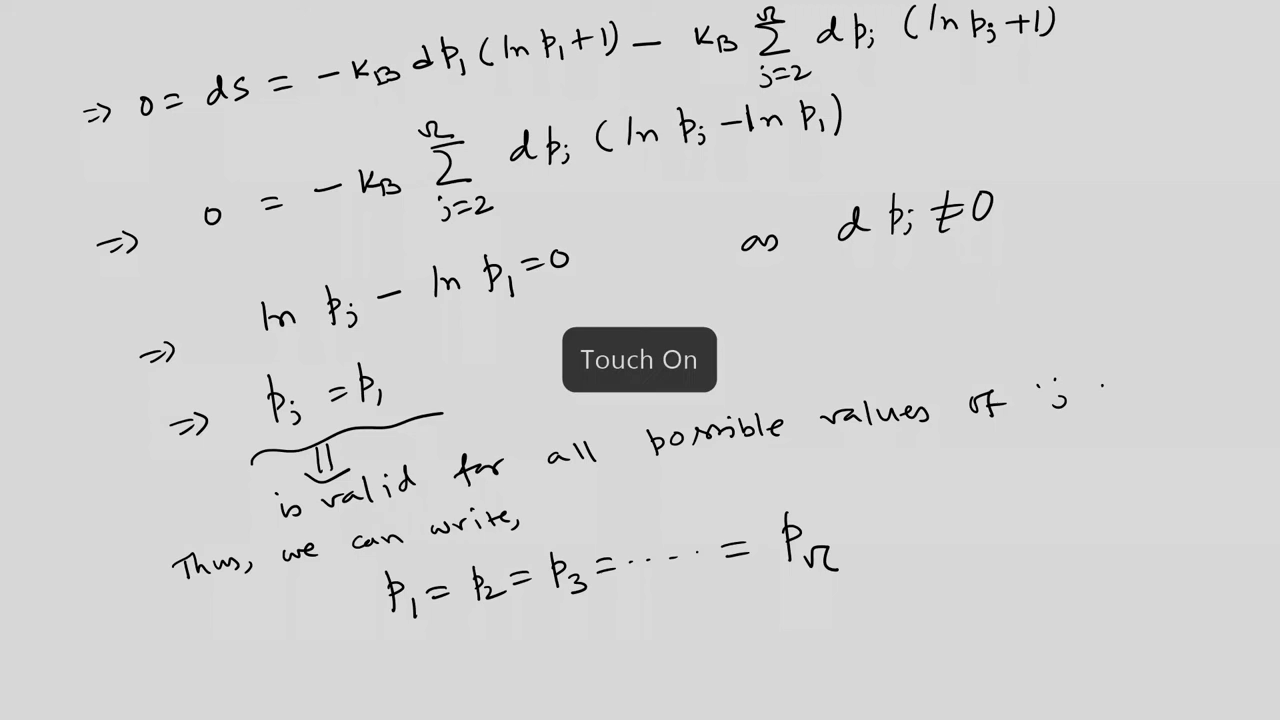 ⇒ 0 = dS = -k_B dp_1 (ln p_1 + 1) - k_B Σ_{j=2}^{Ω} dp_j (ln p_j + 1)
⇒ 0 = -k_B Σ_{j=2}^{Ω} dp_j (ln p_j - ln p_1)
⇒ ln p_j - ln p_1 = 0 as dp_j ≠ 0
Touch On
⇒ p_j = p_1
⇓
is valid for all possible values of 'j'.
Thus, we can write,
p_1 = p_2 = p_3 = ..... = p_Ω